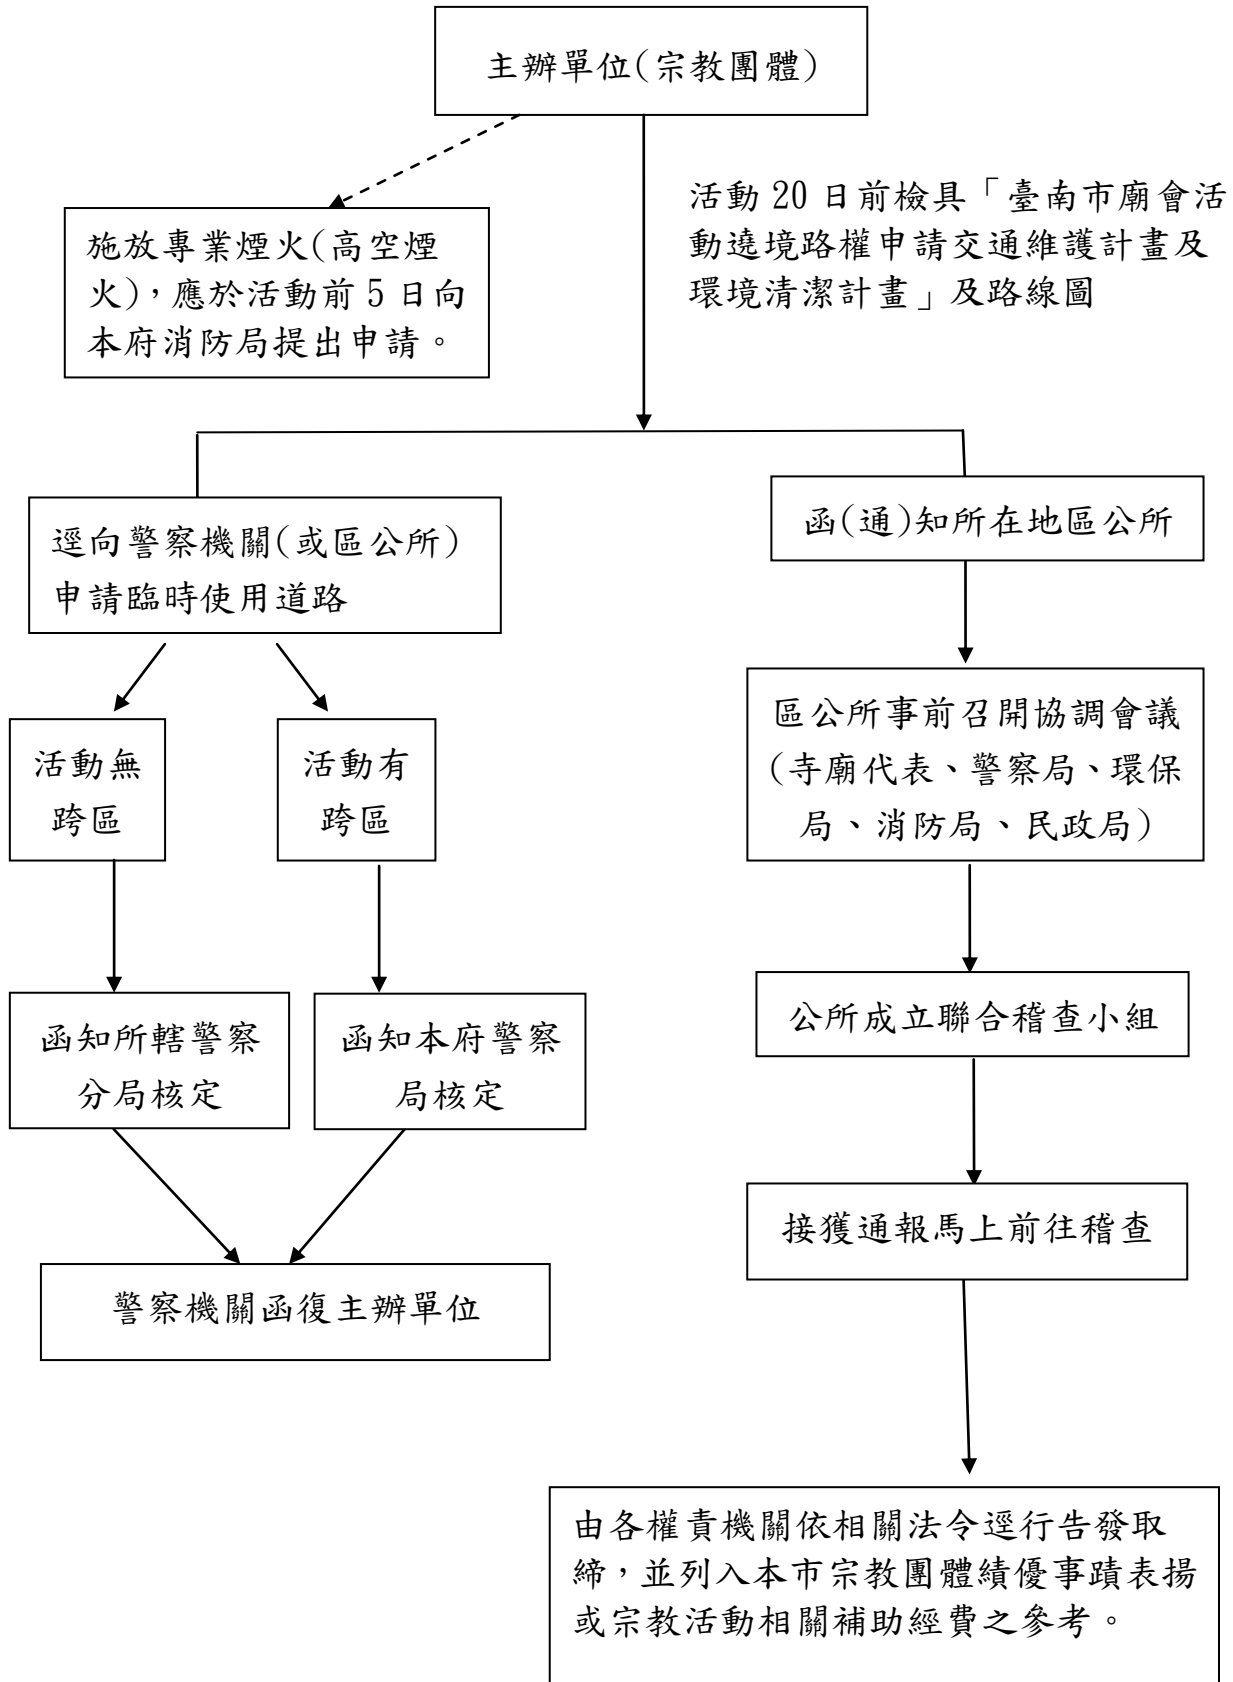 主辦單位(宗教團體)
活動 20 日前檢具「臺南市廟會活
動遶境路權申請交通維護計畫及
環境清潔計畫」及路線圖
施放專業煙火(高空煙
火)，應於活動前 5 日向
本府消防局提出申請。
逕向警察機關(或區公所)
申請臨時使用道路
函(通)知所在地區公所
活動無
跨區
活動有
跨區
區公所事前召開協調會議
(寺廟代表、警察局、環保
局、消防局、民政局)
函知所轄警察
分局核定
函知本府警察
局核定
公所成立聯合稽查小組
接獲通報馬上前往稽查
警察機關函復主辦單位
由各權責機關依相關法令逕行告發取
締，並列入本市宗教團體績優事蹟表揚
或宗教活動相關補助經費之參考。